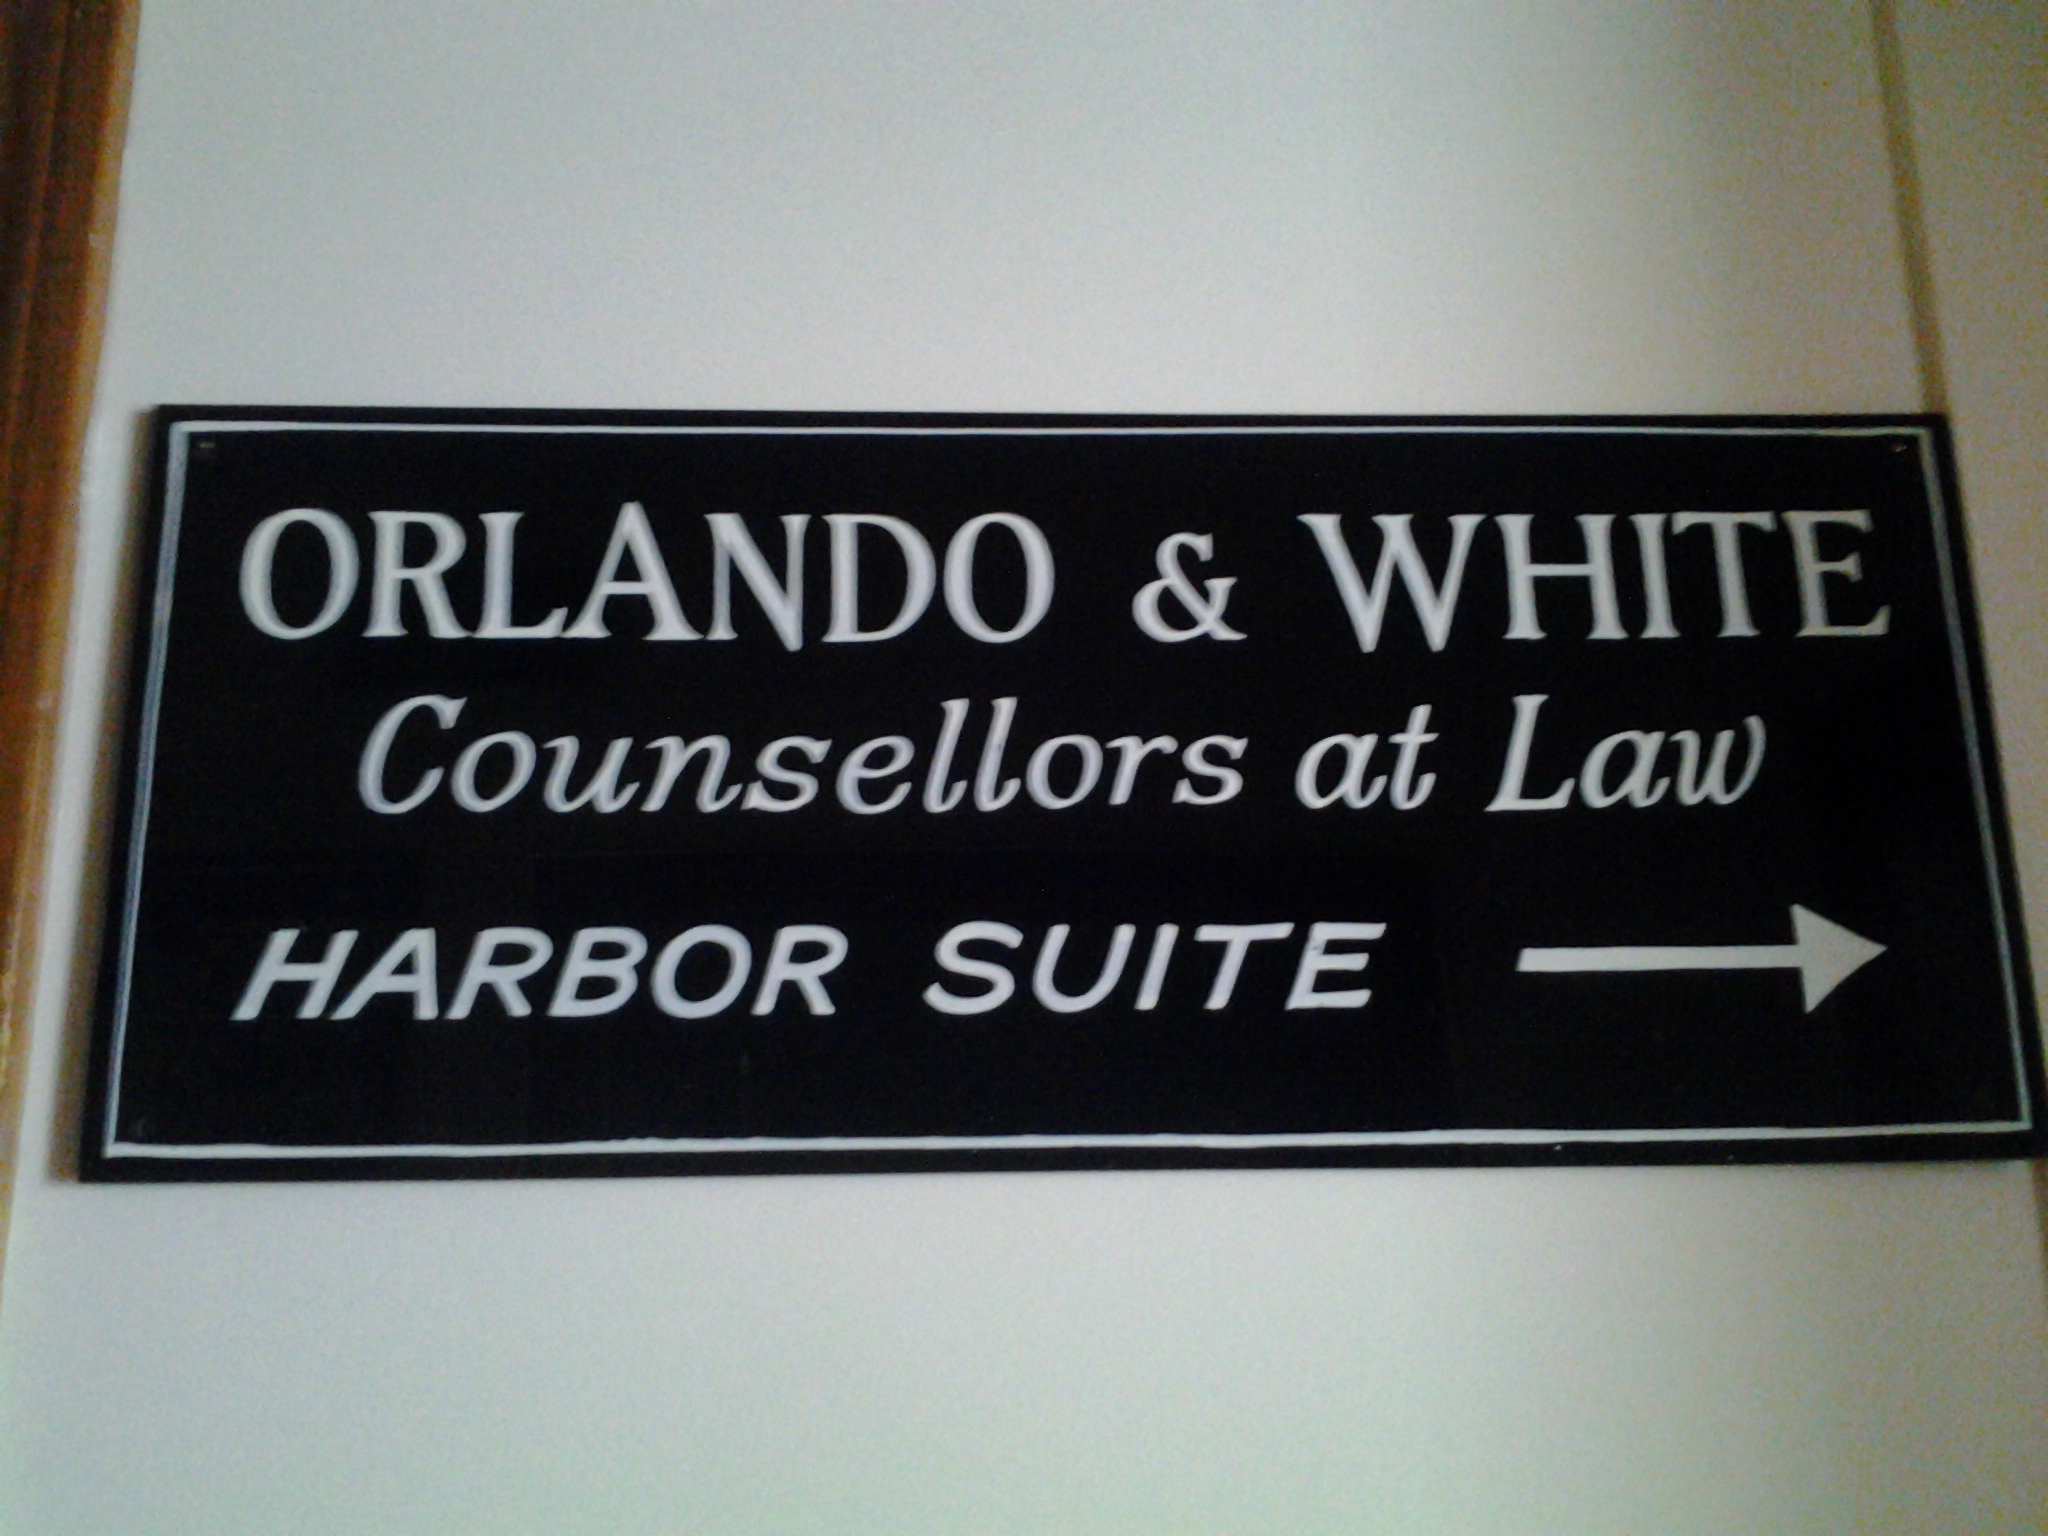 ORLANDO & WHITE
Counsellors at Law
HARBOR SUITE →